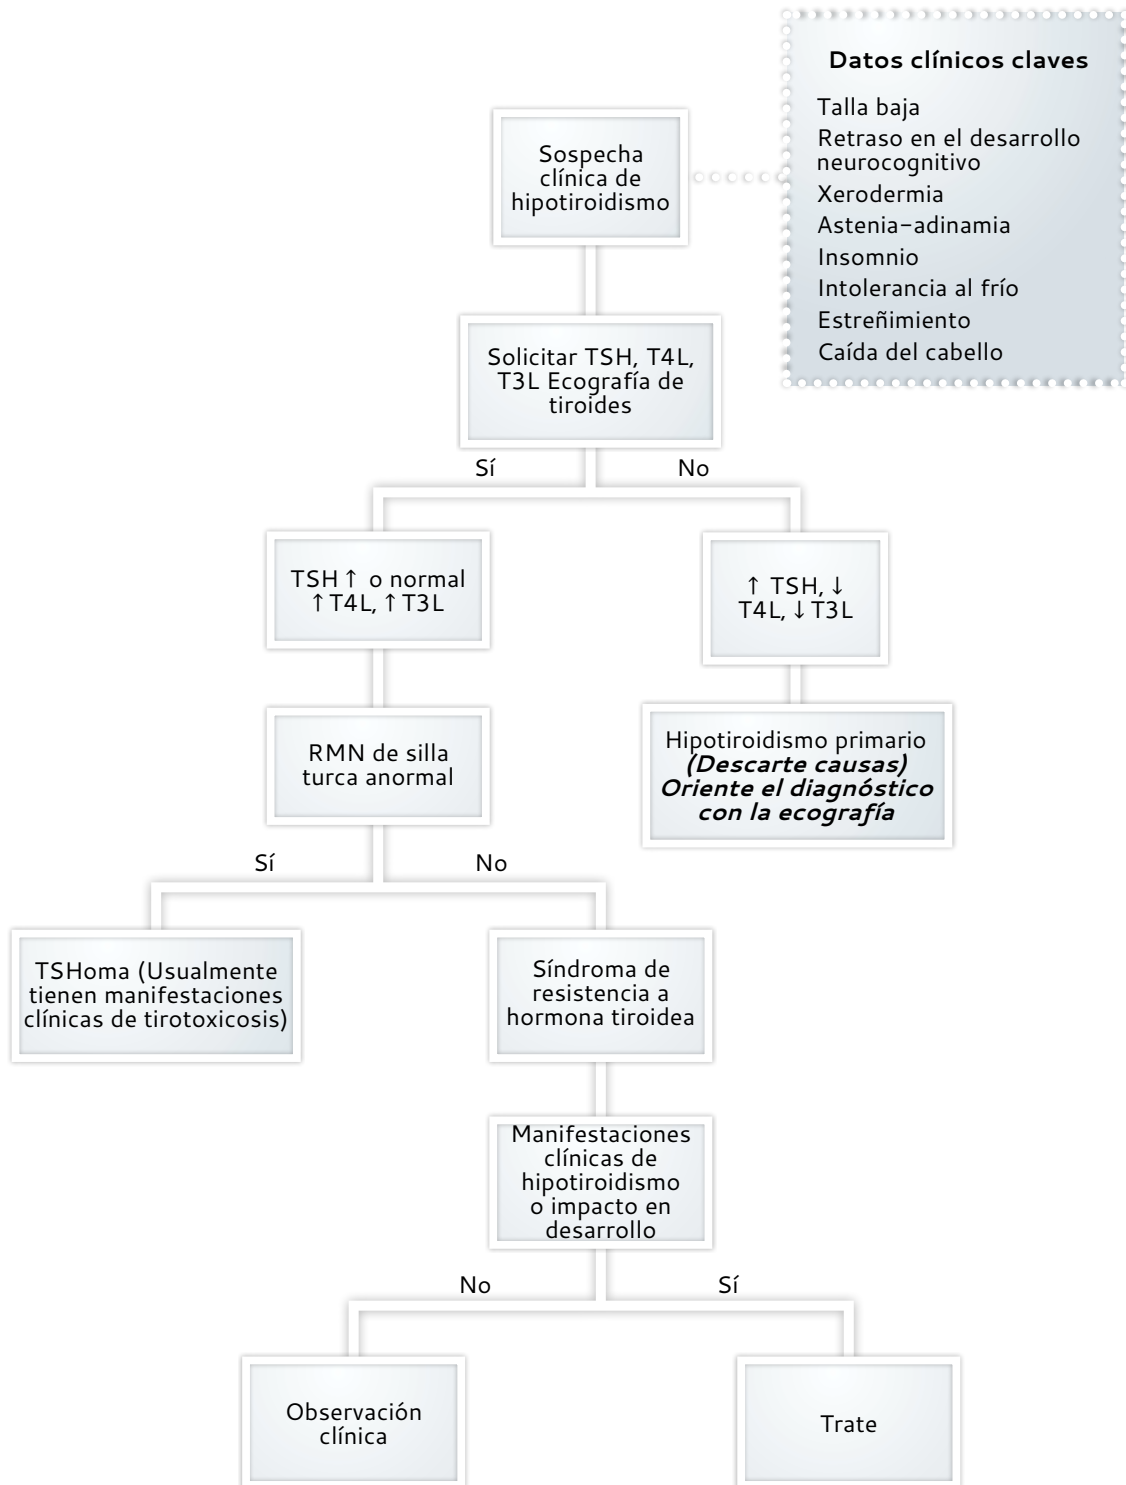 Datos clínicos claves
Talla baja
Retraso en el desarrollo
neurocognitivo
Xerodermia
Astenia-adinamia
Insomnio
Intolerancia al frío
Estreñimiento
Caída del cabello
Sospecha
clínica de
hipotiroidismo
Solicitar TSH, T4L,
T3L Ecografía de
tiroides
Sí
No
TSH ↑ o normal
↑ T4L, ↑ T3L
↑ TSH, ↓
T4L, ↓ T3L
RMN de silla
turca anormal
Hipotiroidismo primario
(Descarte causas)
Oriente el diagnóstico
con la ecografía
Sí
No
TSHoma (Usualmente
tienen manifestaciones
clínicas de tirotoxicosis)
Síndroma de
resistencia a
hormona tiroidea
Manifestaciones
clínicas de
hipotiroidismo
o impacto en
desarrollo
No
Sí
Observación
clínica
Trate